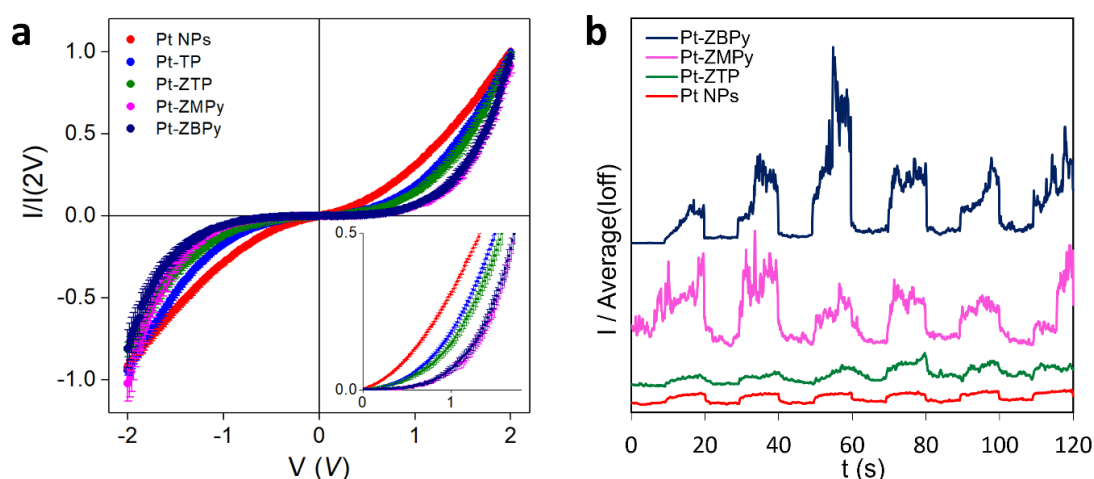 a
1.0
0.5
0.0
-0.5
-1.0
I/I(2V)
Pt NPs
Pt-TP
Pt-ZTP
Pt-ZMPy
Pt-ZBPy
0.5
0.0
0
1
-2
-1
0
1
2
V (V)
b
Pt-ZBPy
Pt-ZMPy
Pt-ZTP
Pt NPs
I / Average(Ioff)
0
20
40
60
80
100
120
t (s)